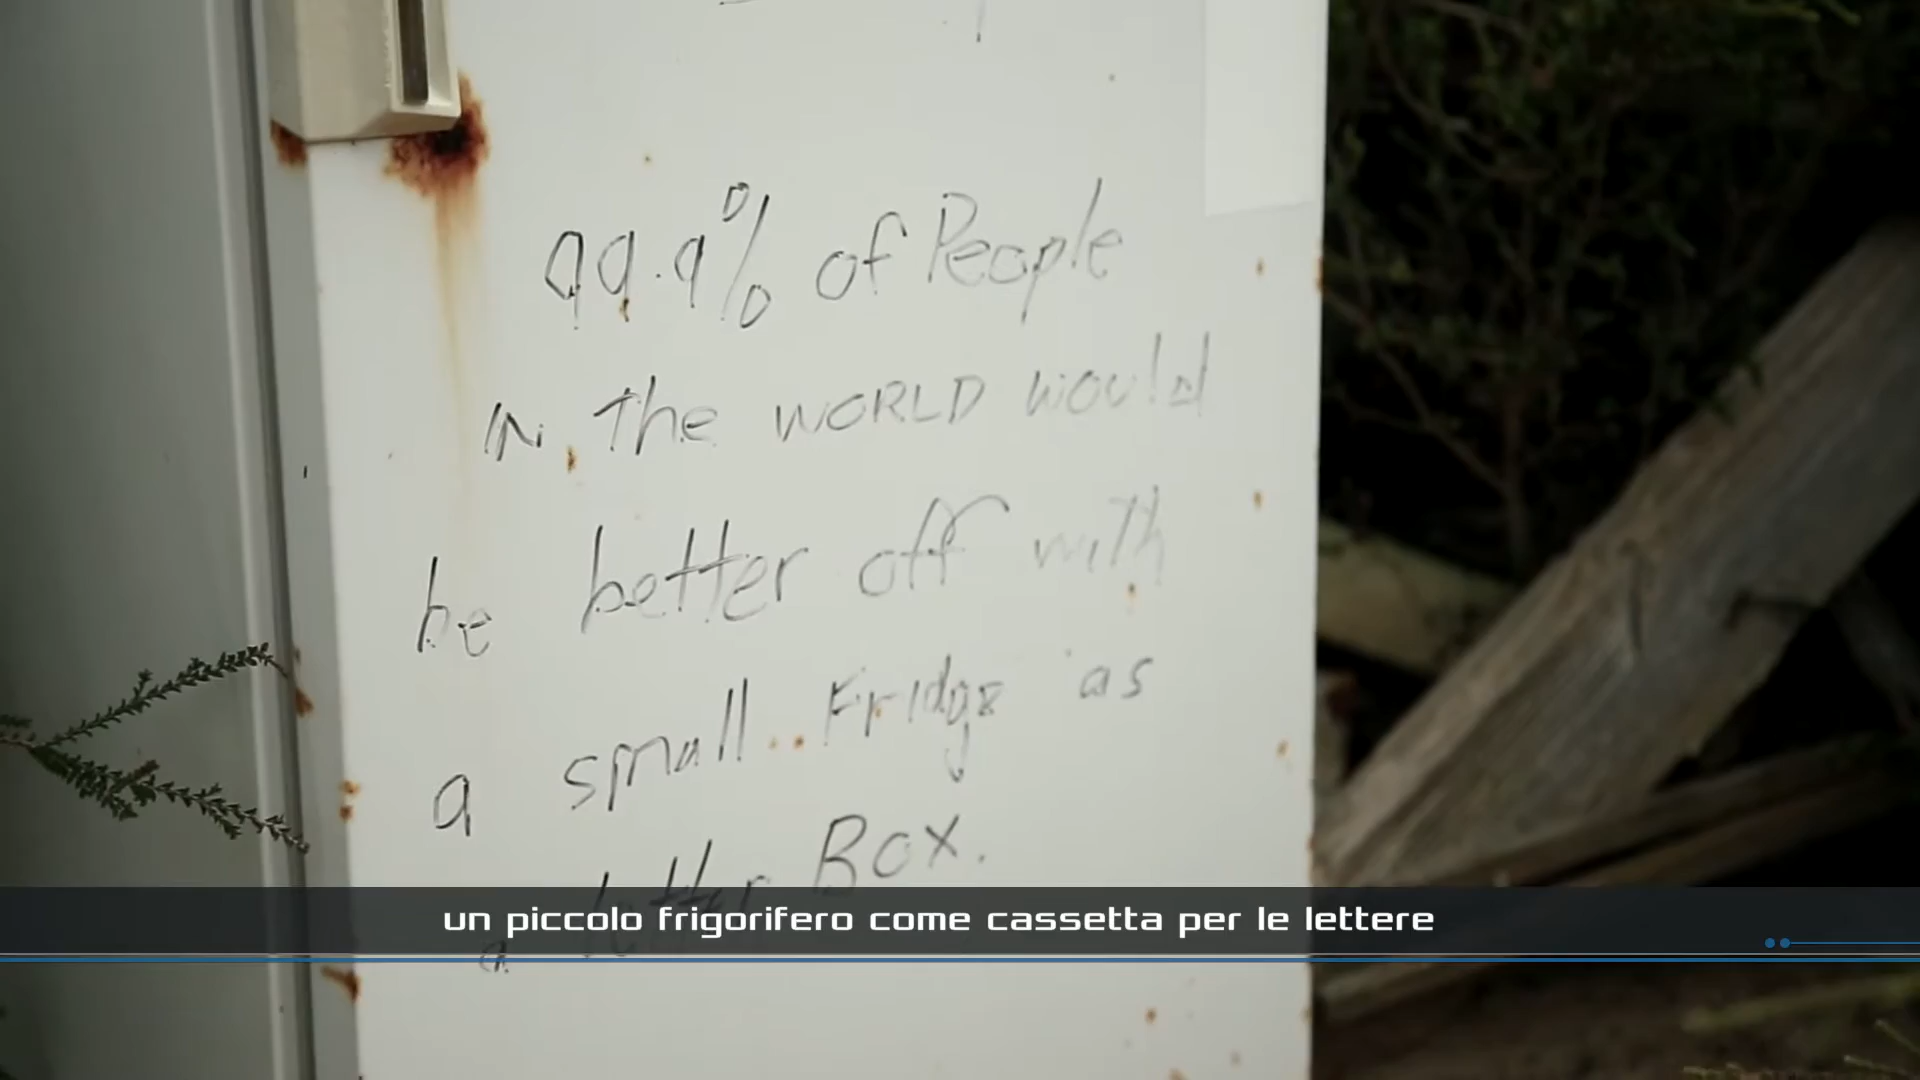 99.9% of People
IN the WORLD would
be better off with
a small Fridge as
a letter Box.
un piccolo frigorifero come cassetta per le lettere